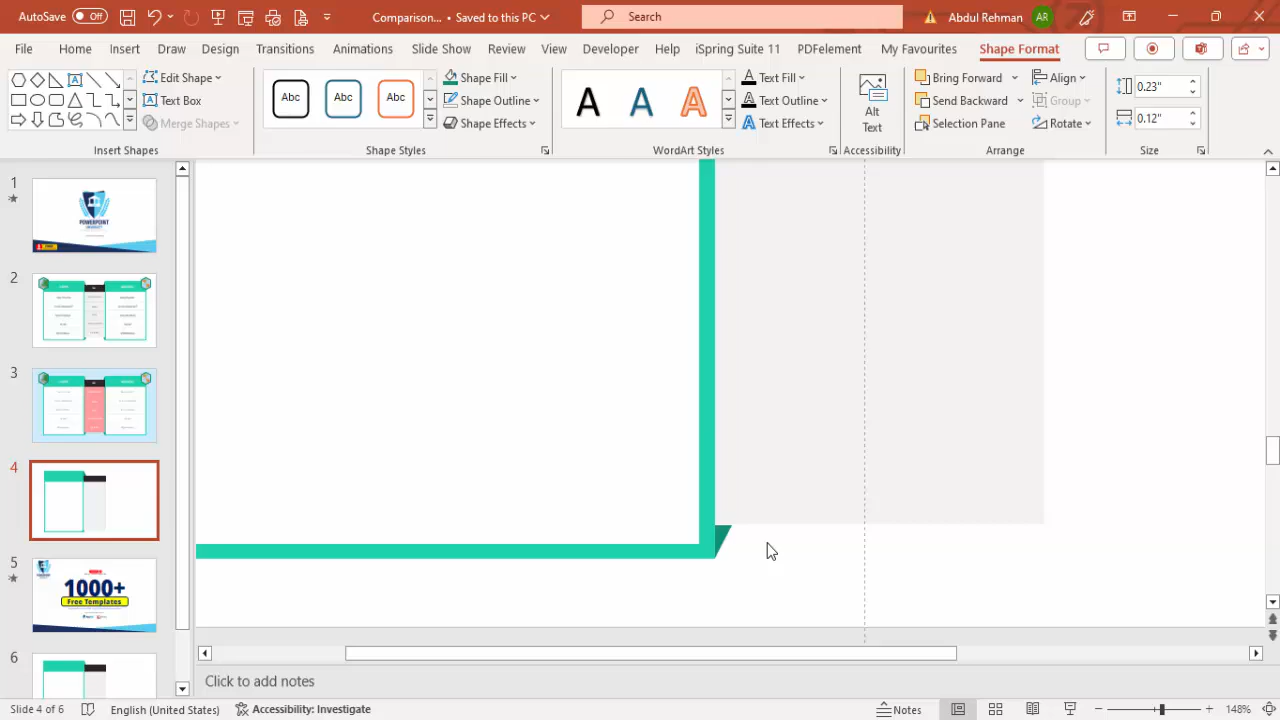 AutoSave Off Comparison... • Saved to this PC Search Abdul Rehman AR
File Home Insert Draw Design Transitions Animations Slide Show Review View Developer Help iSpring Suite 11 PDFelement My Favourites Shape Format
Edit Shape Abc Abc Abc Shape Fill A A A Text Fill Bring Forward Align 0.23"
Text Box Shape Outline Text Outline Alt Text Send Backward Group 0.12"
Merge Shapes Shape Effects Text Effects Selection Pane Rotate
Insert Shapes Shape Styles WordArt Styles Accessibility Arrange Size
1
POWERPOINT
UNIVERSITY
2
3
4
5
1000+
Free Templates
6
Click to add notes
Slide 4 of 6 English (United States) Accessibility: Investigate Notes 148%